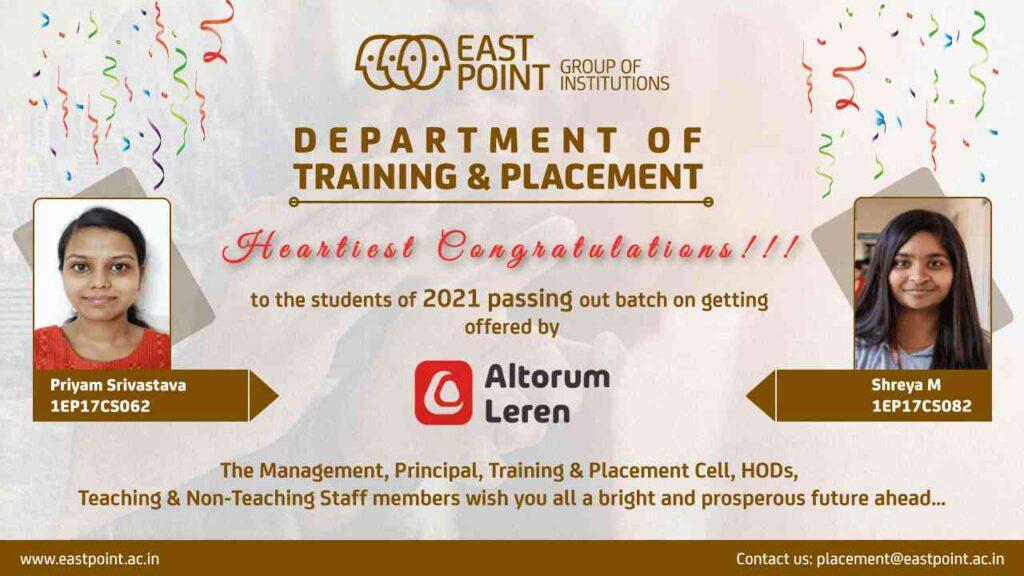 EAST
POINT
GROUP OF
INSTITUTIONS
DEPARTMENT OF
TRAINING & PLACEMENT
Heartiest Congratulations!!!
to the students of 2021 passing out batch on getting
offered by
Altorum
Leren
Priyam Srivastava
1EP17CS062
Shreya M
1EP17CS082
The Management, Principal, Training & Placement Cell, HODs,
Teaching & Non-Teaching Staff members wish you all a bright and prosperous future ahead...
www.eastpoint.ac.in
Contact us: placement@eastpoint.ac.in